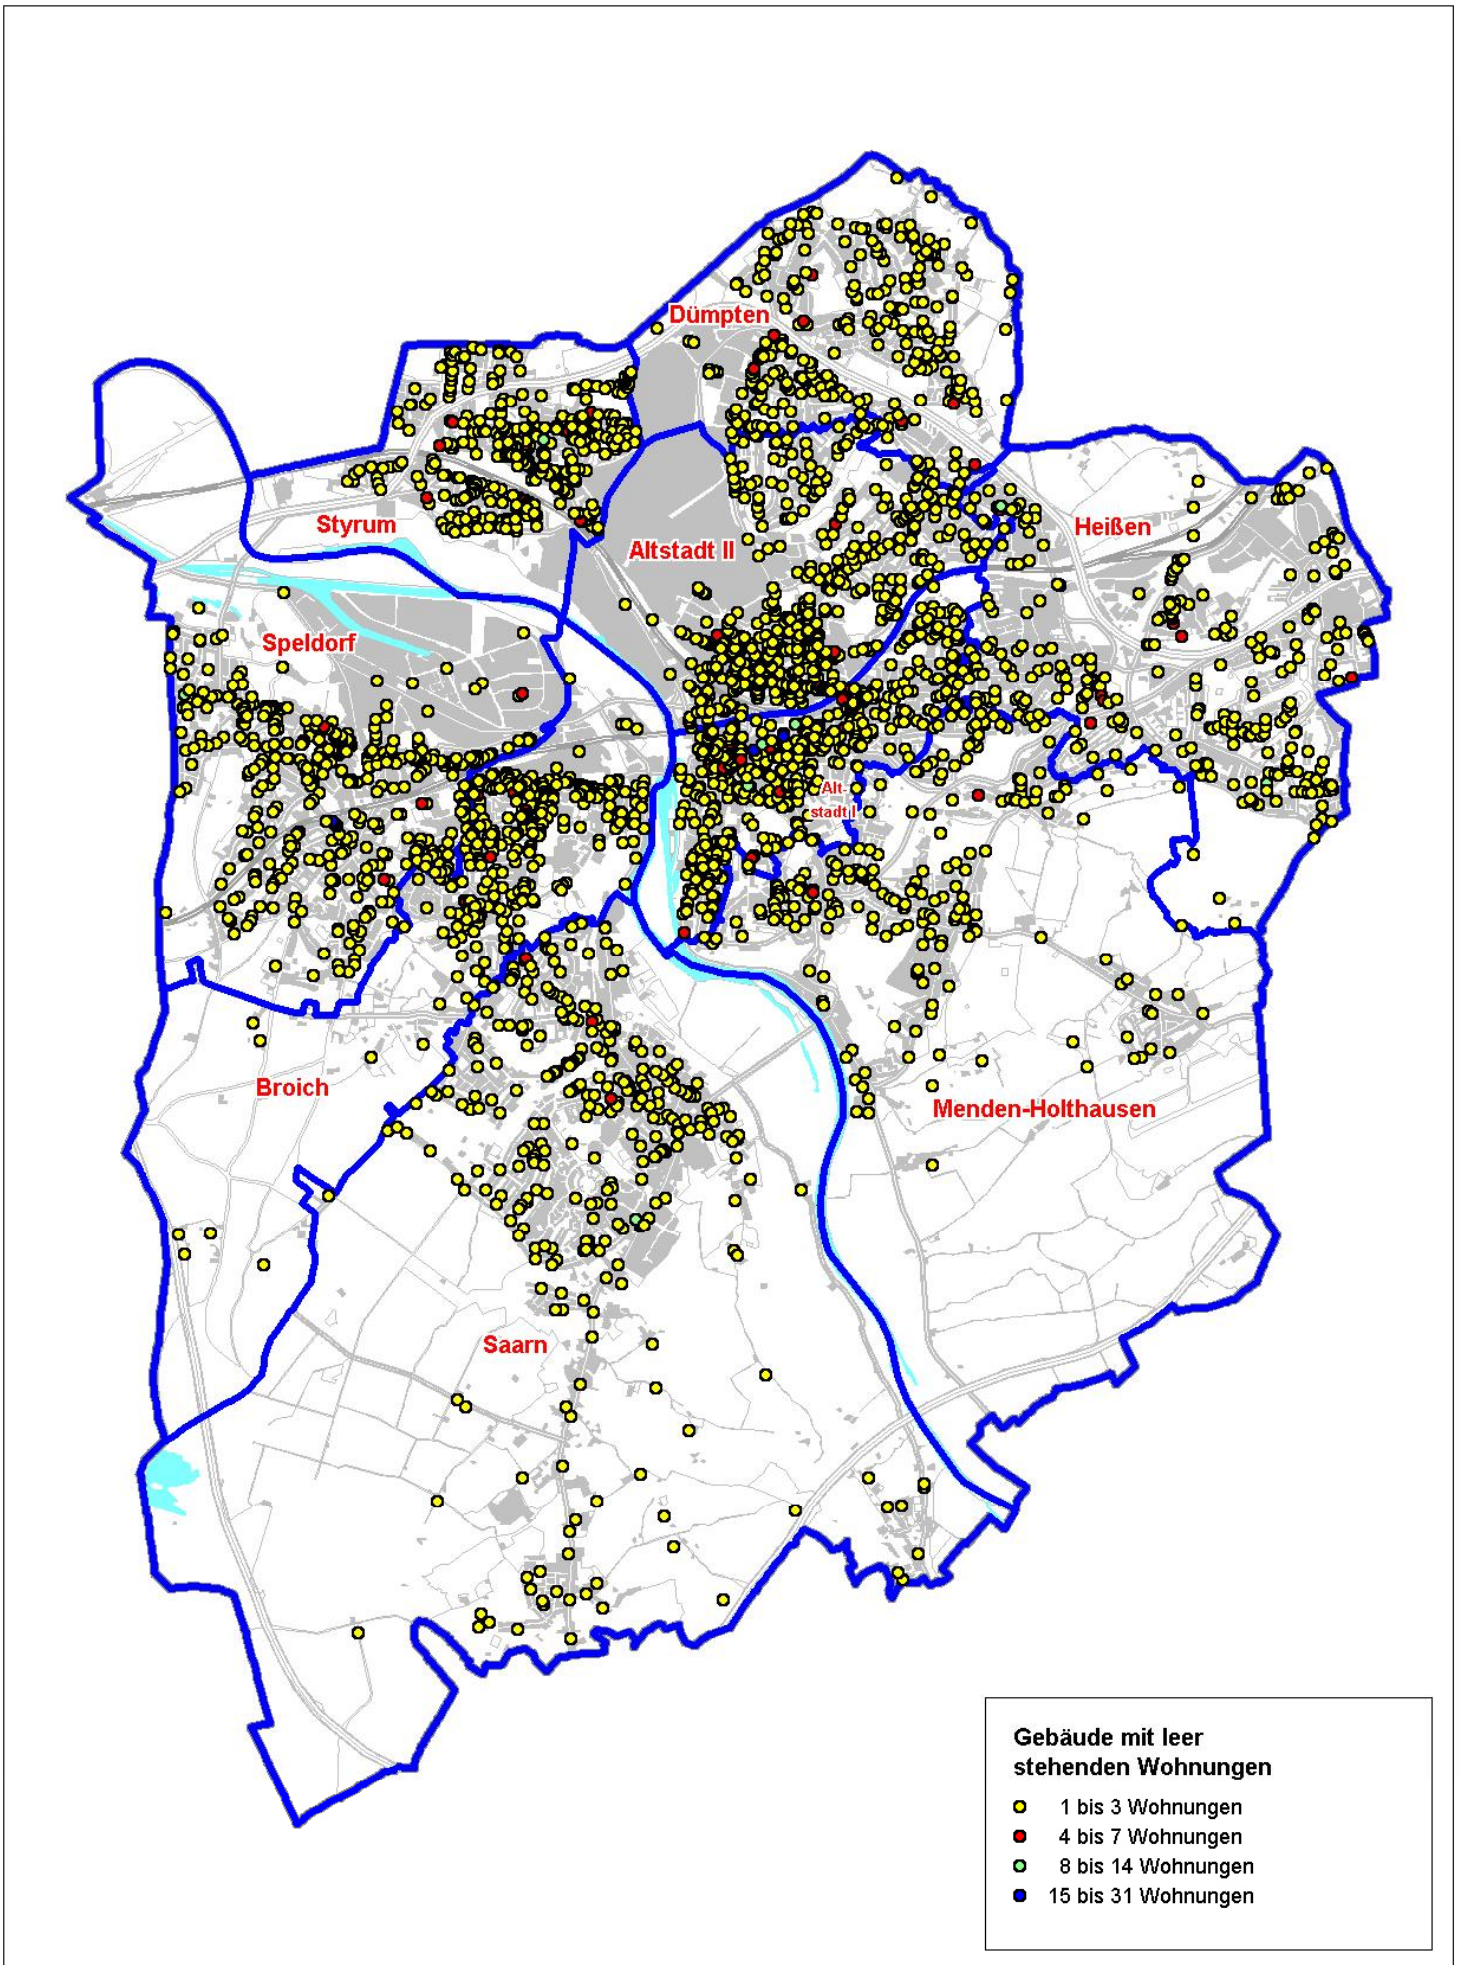 Dümpten
Styrum
Heißen
Altstadt II
Speldorf
Alt-
stadt I
Broich
Menden-Holthausen
Saarn
Gebäude mit leer
stehenden Wohnungen
1 bis 3 Wohnungen
4 bis 7 Wohnungen
8 bis 14 Wohnungen
15 bis 31 Wohnungen